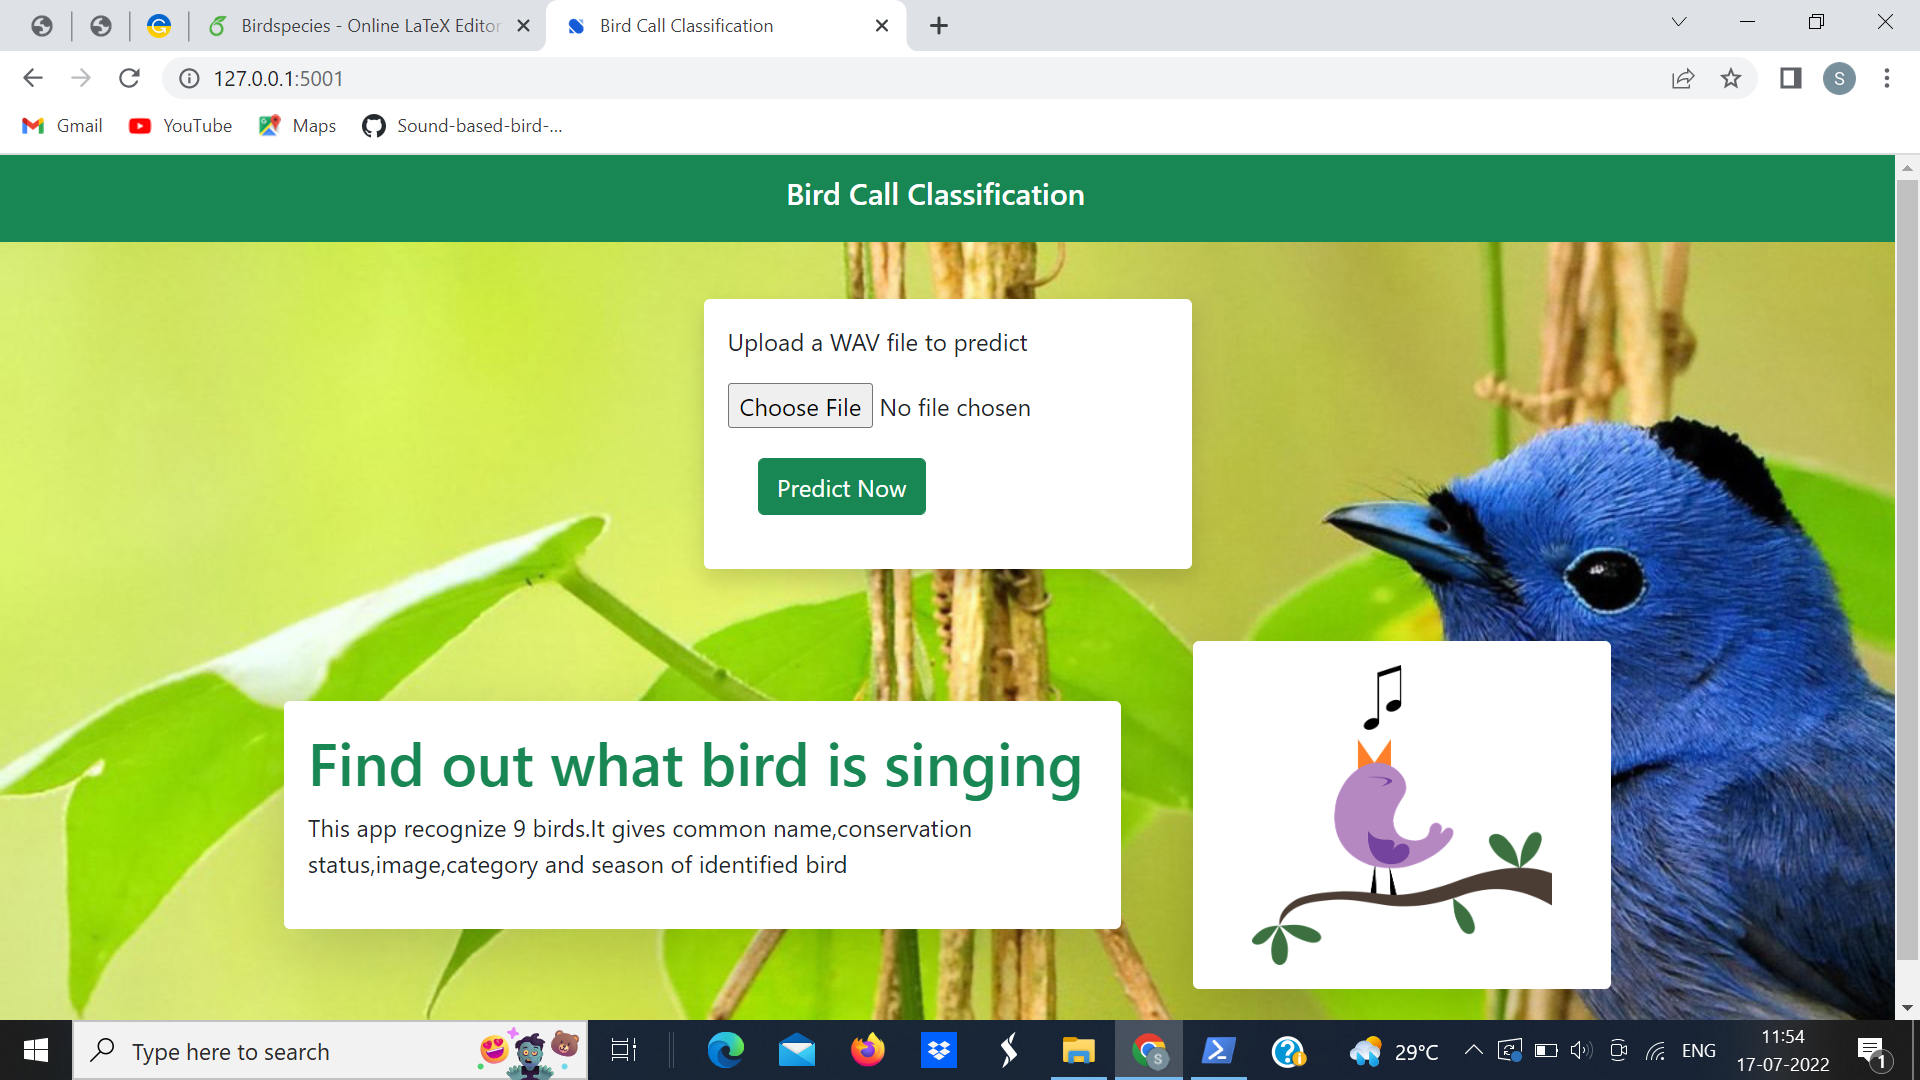 Birdspecies - Online LaTeX Editor
Bird Call Classification
127.0.0.1:5001
S
Gmail
YouTube
Maps
Sound-based-bird-...
Bird Call Classification
Upload a WAV file to predict
Choose File No file chosen
Predict Now
Find out what bird is singing
This app recognize 9 birds.It gives common name,conservation
status,image,category and season of identified bird
Type here to search
S
29°C
ENG
11:54
17-07-2022
1